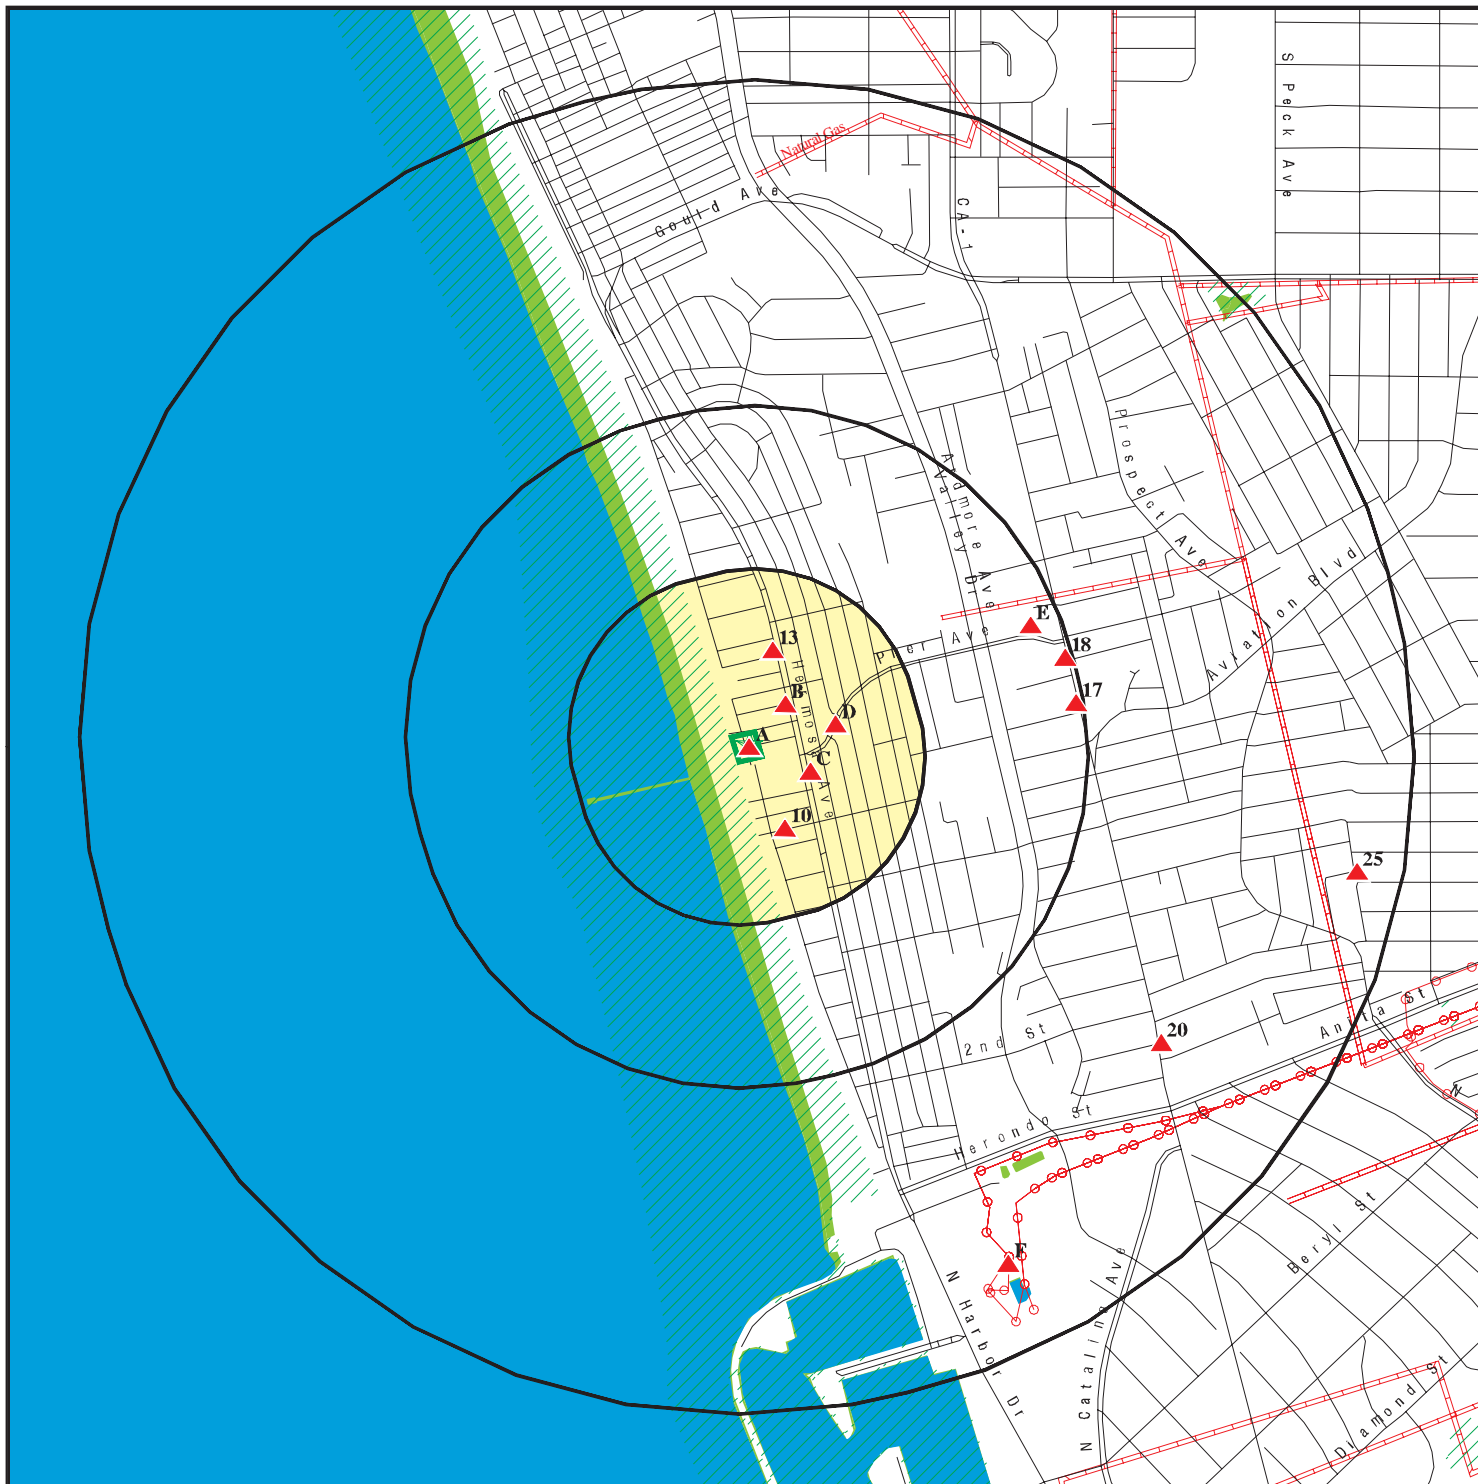 S Peck Ave
Natural Gas
Gould Ave
CA-1
Prospect Ave
Ardmore Ave
Valley Dr
Aviation Blvd
E
Pier Ave
18
13
Hermosa Ave
B
17
D
A
C
10
25
Anita St
2nd St
20
Herondo St
N
Beryl St
F
N Harbor Dr
N Catalina Ave
Diamond St